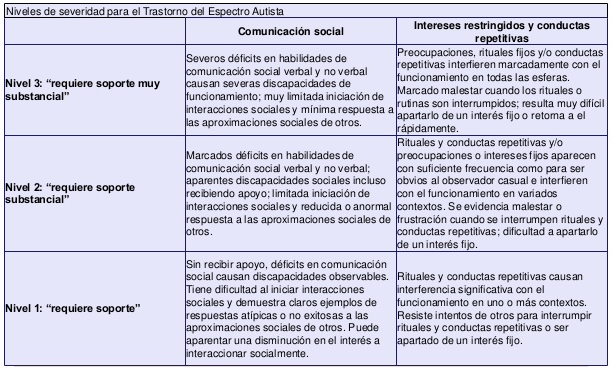 Niveles de severidad para el Trastorno del Espectro Autista
Comunicación social
Intereses restringidos y conductas
repetitivas
Nivel 3: “requiere soporte muy
substancial”
Severos déficits en habilidades de
comunicación social verbal y no verbal
causan severas discapacidades de
funcionamiento; muy limitada iniciación de
interacciones sociales y mínima respuesta a
las aproximaciones sociales de otros.
Preocupaciones, rituales fijos y/o conductas
repetitivas interfieren marcadamente con el
funcionamiento en todas las esferas.
Marcado malestar cuando los rituales o
rutinas son interrumpidos; resulta muy difícil
apartarlo de un interés fijo o retorna a el
rápidamente.
Nivel 2: “requiere soporte
substancial”
Marcados déficits en habilidades de
comunicación social verbal y no verbal;
aparentes discapacidades sociales incluso
recibiendo apoyo; limitada iniciación de
interacciones sociales y reducida o anormal
respuesta a las aproximaciones sociales de
otros.
Rituales y conductas repetitivas y/o
preocupaciones o intereses fijos aparecen
con suficiente frecuencia como para ser
obvios al observador casual e interfieren
con el funcionamiento en variados
contextos. Se evidencia malestar o
frustración cuando se interrumpen rituales y
conductas repetitivas; dificultad a apartarlo
de un interés fijo.
Nivel 1: “requiere soporte”
Sin recibir apoyo, déficits en comunicación
social causan discapacidades observables.
Tiene dificultad al iniciar interacciones
sociales y demuestra claros ejemplos de
respuestas atípicas o no exitosas a las
aproximaciones sociales de otros. Puede
aparentar una disminución en el interés a
interaccionar socialmente.
Rituales y conductas repetitivas causan
interferencia significativa con el
funcionamiento en uno o más contextos.
Resiste intentos de otros para interrumpir
rituales y conductas repetitivas o ser
apartado de un interés fijo.